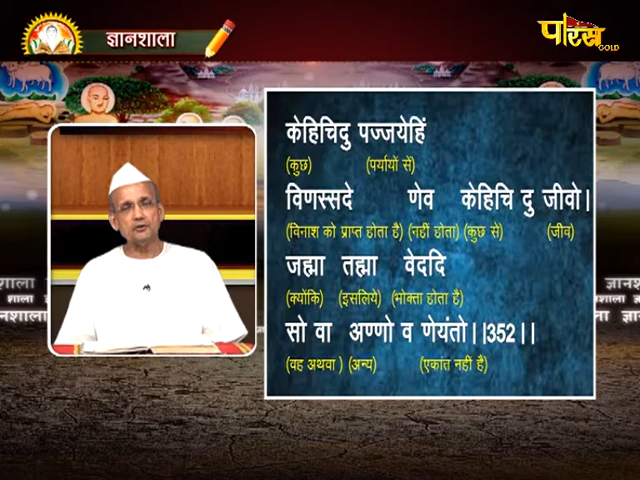 ज्ञानशाला
पारस
GOLD
केहिचिदु पज्जयेहिं
(कुछ) (पर्यायों से)
विणस्सदे णेव केहिचि दु जीवो।
(विनाश को प्राप्त होता है) (नहीं होता) (कुछ से) (जीव)
जह्मा तह्मा वेददि
(क्योंकि) (इसलिये) (भोक्ता होता है)
सो वा अण्णो व णेयंतो।।352।।
(वह अथवा) (अन्य) (एकांत नहीं है)